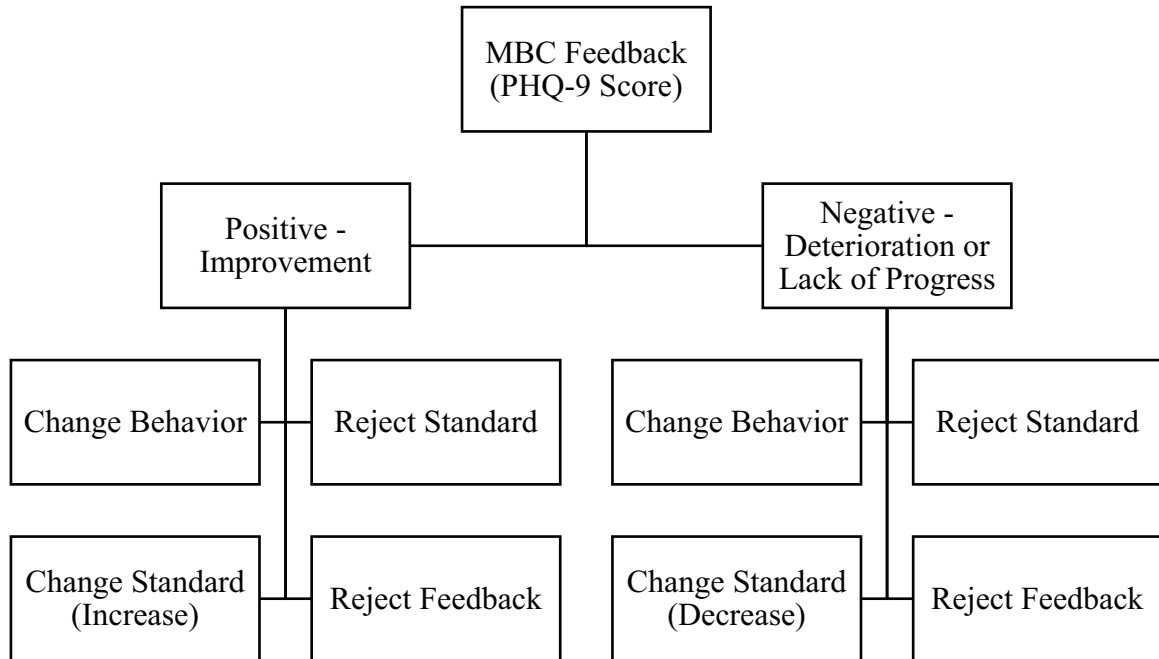 MBC Feedback
(PHQ-9 Score)
Positive -
Improvement
Negative -
Deterioration or
Lack of Progress
Change Behavior
Reject Standard
Change Behavior
Reject Standard
Change Standard
(Increase)
Reject Feedback
Change Standard
(Decrease)
Reject Feedback